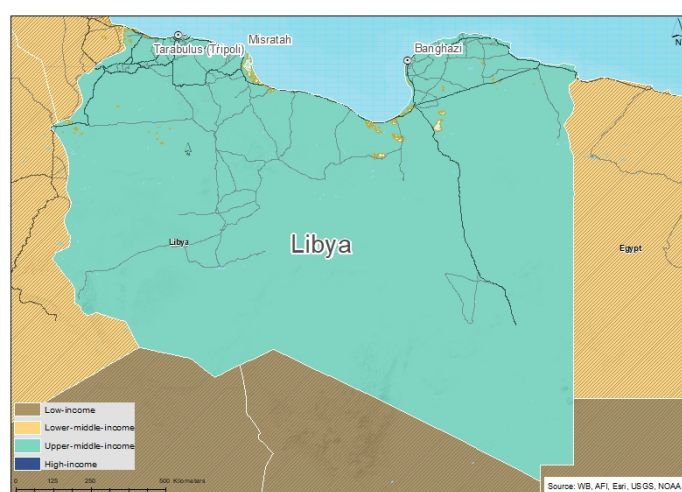 Misratah
N
Tarabulus (Tripoli)
Banghazi
Libya
Libya
Egypt
Low-income
Lower-middle-income
Upper-middle-income
High-income
0 125 250 500 Kilometers
Source: WB, AFI, Esri, USGS, NOAA